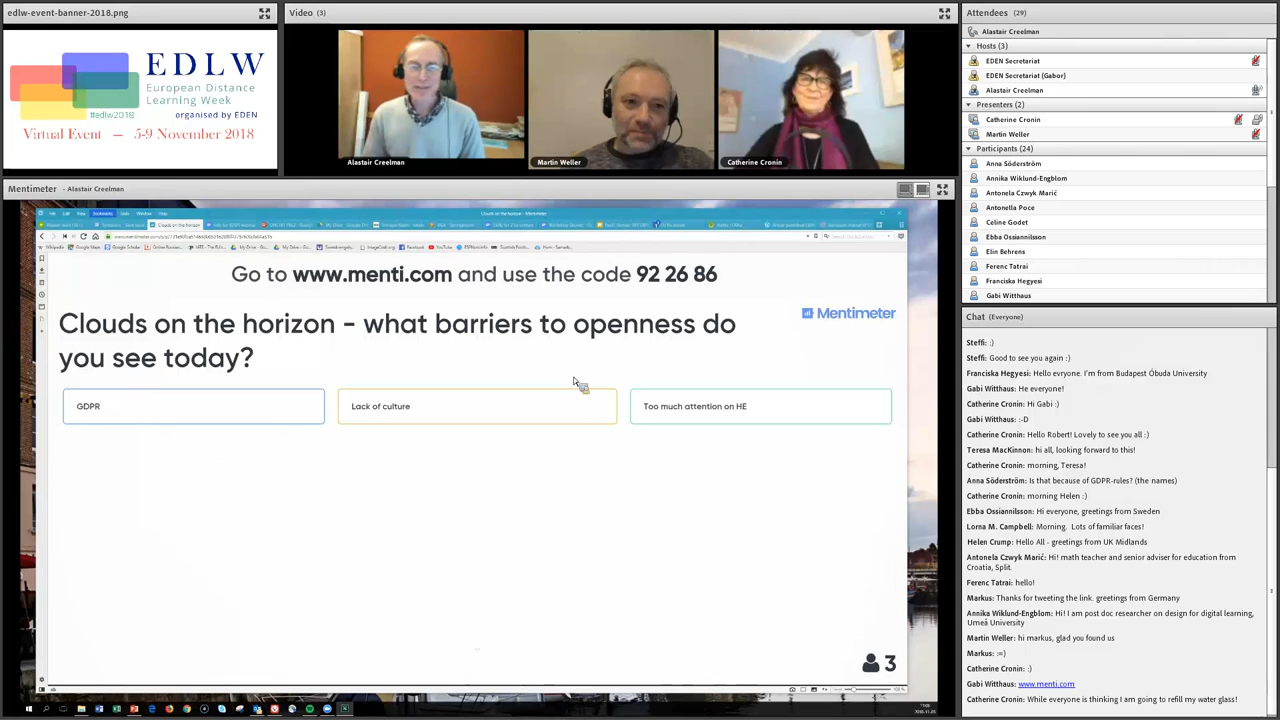 edlw-event-banner-2018.png
EDLW
European Distance
Learning Week
#edlw2018
organised by EDEN
Virtual Event — 5-9 November 2018
Video (3)
Alastair Creelman
Martin Weller
Catherine Cronin
Mentimeter - Alastair Creelman
Clouds on the horizon - Mentimeter
Go to www.menti.com and use the code 92 26 86
Clouds on the horizon - what barriers to openness do
you see today?
Mentimeter
GDPR
Lack of culture
Too much attention on HE
3
Attendees (29)
Alastair Creelman
Hosts (3)
EDEN Secretariat
EDEN Secretariat (Gabor)
Alastair Creelman
Presenters (2)
Catherine Cronin
Martin Weller
Participants (24)
Anna Söderström
Annika Wiklund-Engblom
Antonela Czwyk Marić
Antonella Poce
Celine Godet
Ebba Ossiannilsson
Elin Behrens
Ferenc Tatrai
Franciska Hegyesi
Gabi Witthaus
Chat (Everyone)
Steffi: :)
Steffi: Good to see you again :)
Franciska Hegyesi: Hello evryone. I'm from Budapest Óbuda University
Gabi Witthaus: He everyone!
Catherine Cronin: Hi Gabi :)
Gabi Witthaus: :-D
Catherine Cronin: Hello Robert! Lovely to see you all :)
Teresa MacKinnon: hi all, looking forward to this!
Catherine Cronin: morning, Teresa!
Anna Söderström: Is that because of GDPR-rules? (the names)
Catherine Cronin: morning Helen :)
Ebba Ossiannilsson: Hi everyone, greetings from Sweden
Lorna M. Campbell: Morning. Lots of familiar faces!
Helen Crump: Hello All - greetings from UK Midlands
Antonela Czwyk Marić: Hi! math teacher and senior adviser for education from
Croatia, Split.
Ferenc Tatrai: hello!
Markus: Thanks for tweeting the link. greetings from Germany
Annika Wiklund-Engblom: Hi! I am post doc researcher on design for digital learning,
Umeå University
Martin Weller: hi markus, glad you found us
Markus: :=)
Catherine Cronin: :)
Gabi Witthaus: www.menti.com
Catherine Cronin: While everyone is thinking I am going to refill my water glass!